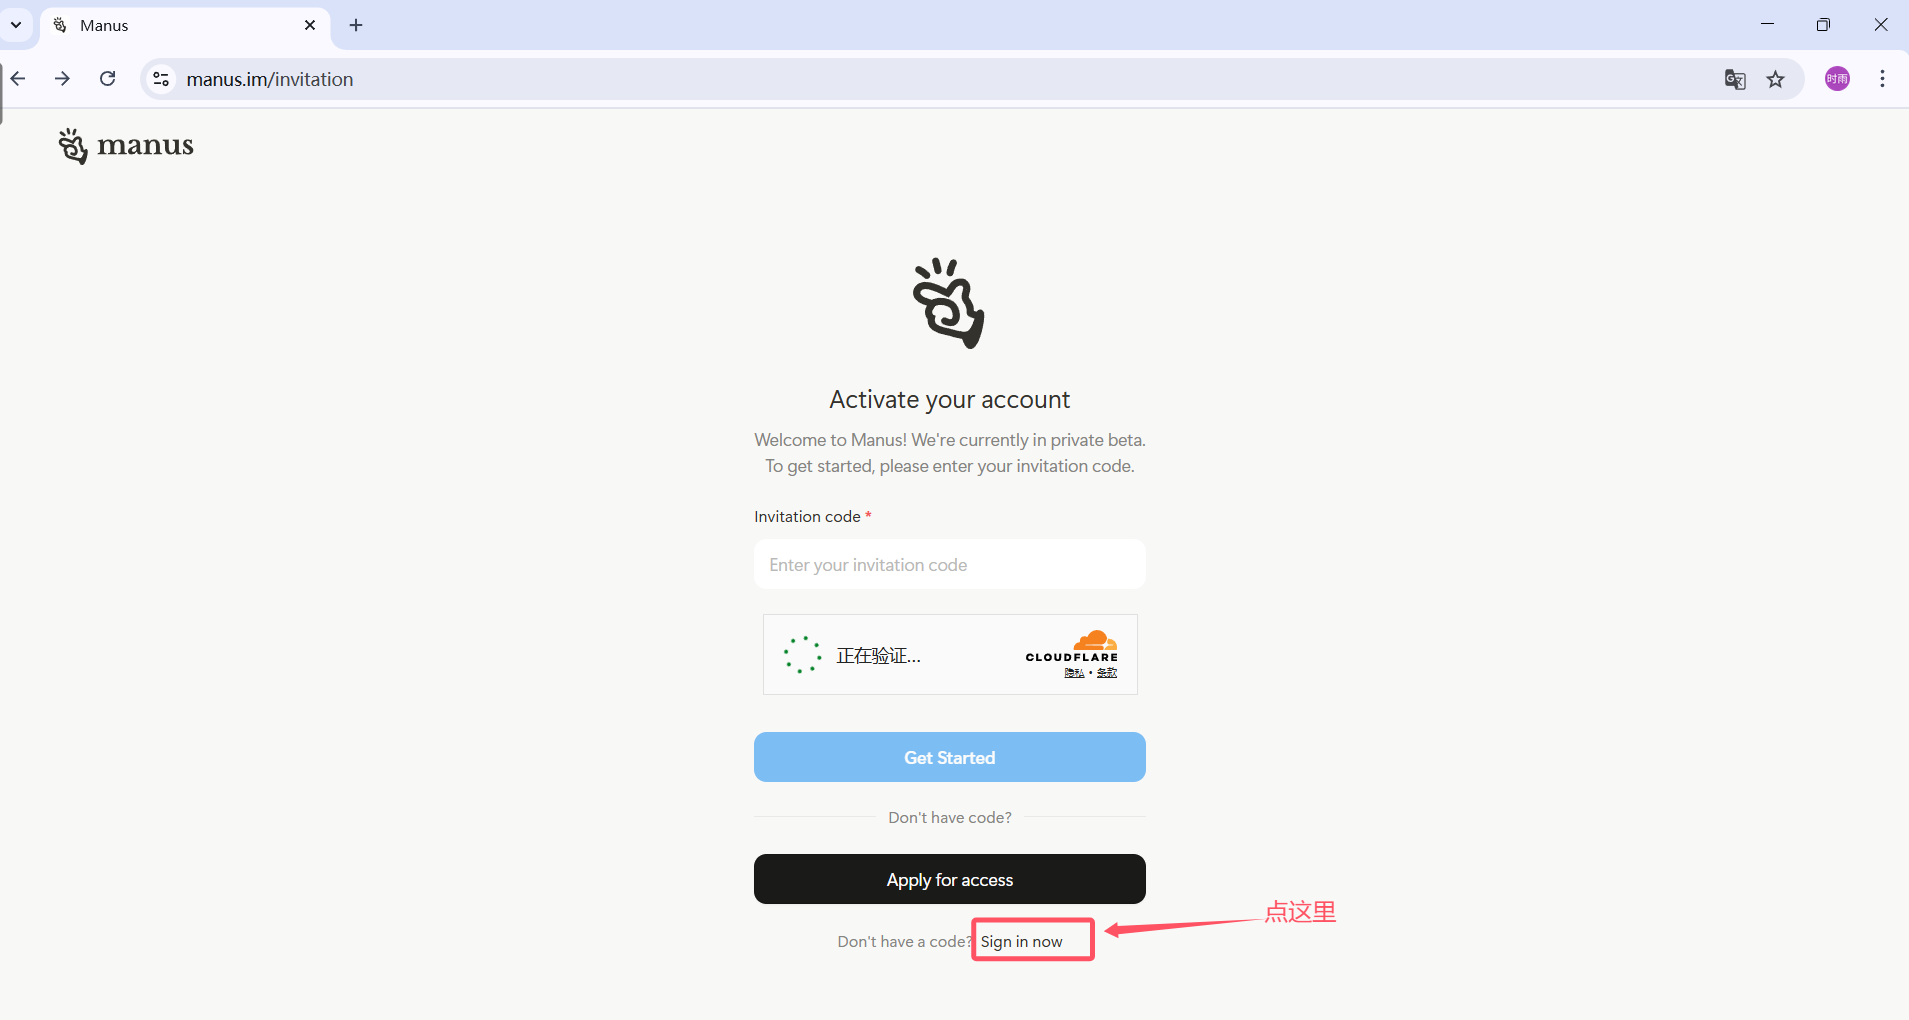 Manus
manus.im/invitation
时雨
manus
Activate your account
Welcome to Manus! We're currently in private beta.
To get started, please enter your invitation code.
Invitation code *
Enter your invitation code
正在验证...
CLOUDFLARE
隐私 • 条款
Get Started
Don't have code?
Apply for access
点这里
Don't have a code? Sign in now